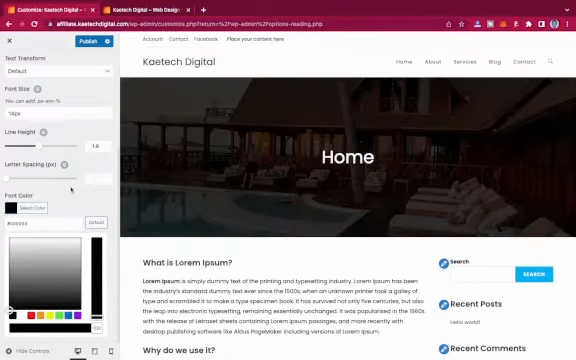 Customize: Kaetech Digital
Kaetech Digital – Web Design
affiliate.kaetechdigital.com/wp-admin/customize.php?return=%2Fwp-admin%2Foptions-reading.php
Publish
Text Transform
Default
Font Size
You can add: px-em-%
14px
Line Height
1.8
Letter Spacing (px)
Font Color
Select Color
Default
Hide Controls
Account
Contact
Facebook
Place your content here
Kaetech Digital
Home
About
Services
Blog
Contact
Home
What is Lorem Ipsum?
Lorem Ipsum is simply dummy text of the printing and typesetting industry. Lorem Ipsum has been
the industry's standard dummy text ever since the 1500s, when an unknown printer took a galley of
type and scrambled it to make a type specimen book. It has survived not only five centuries, but also
the leap into electronic typesetting, remaining essentially unchanged. It was popularised in the 1960s
with the release of Letraset sheets containing Lorem Ipsum passages, and more recently with
desktop publishing software like Aldus PageMaker including versions of Lorem Ipsum.
Why do we use it?
Search
SEARCH
Recent Posts
Hello world!
Recent Comments